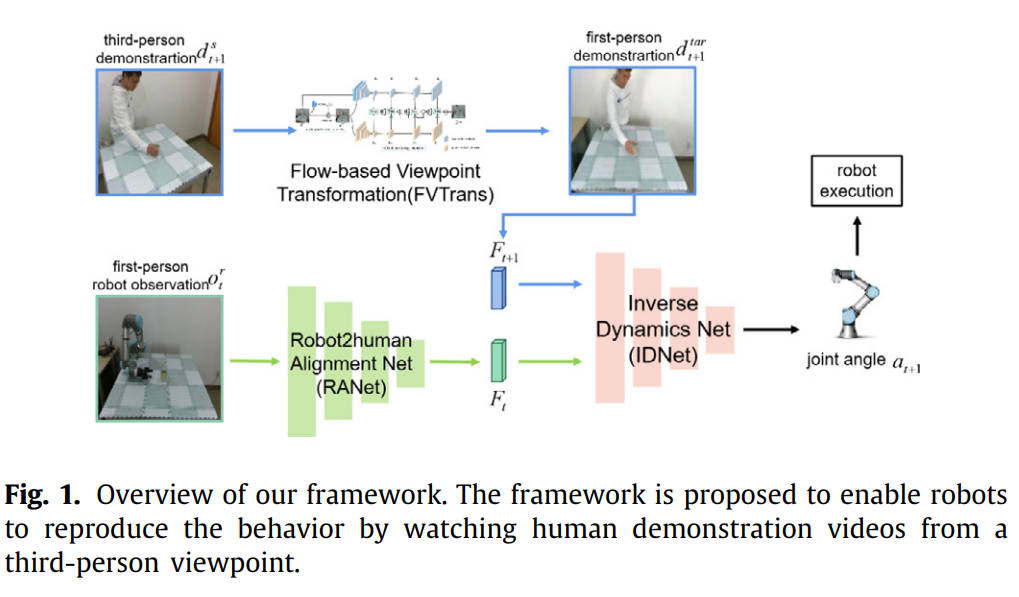 third-person
demonstrartion d^s_{t+1}
first-person
demonstrartion d^{tar}_{t+1}
Flow-based Viewpoint
Transformation(FVTrans)
robot
execution
first-person
robot observation o^r_t
F_{t+1}
Robot2human
Alignment Net
(RANet)
Inverse
Dynamics Net
(IDNet)
F_t
joint angle a_{t+1}
Fig. 1. Overview of our framework. The framework is proposed to enable robots
to reproduce the behavior by watching human demonstration videos from a
third-person viewpoint.